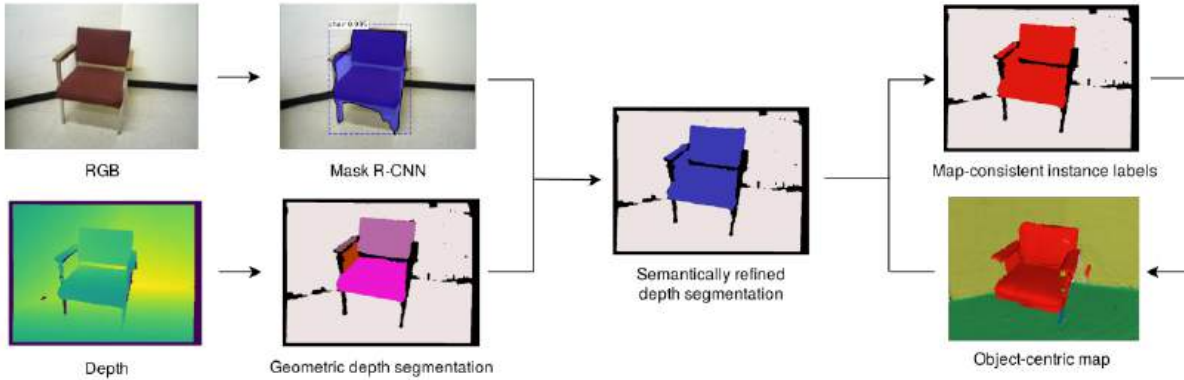 RGB
Mask R-CNN
Map-consistent instance labels
Depth
Geometric depth segmentation
Semantically refined
depth segmentation
Object-centric map